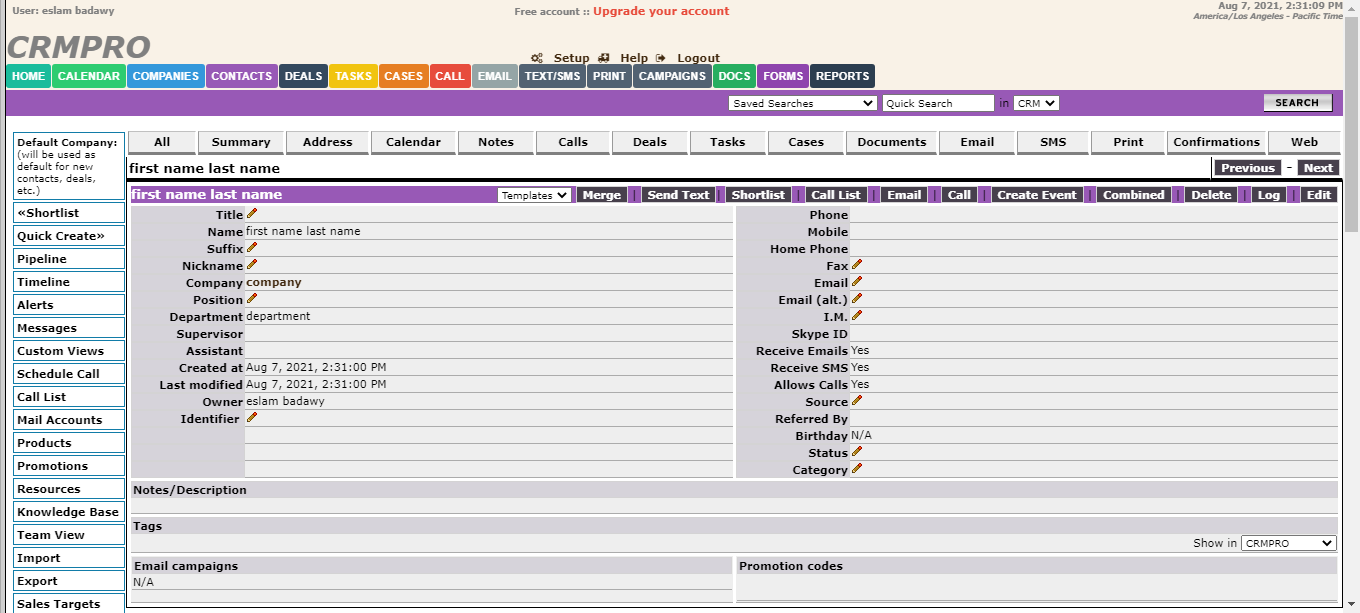 User: eslam badawy
Free account :: Upgrade your account
Aug 7, 2021, 2:31:09 PM
America/Los Angeles - Pacific Time
CRMPRO
Setup Help Logout
HOME CALENDAR COMPANIES CONTACTS DEALS TASKS CASES CALL EMAIL TEXT/SMS PRINT CAMPAIGNS DOCS FORMS REPORTS
Saved Searches Quick Search in CRM SEARCH
Default Company:
(will be used as
default for new
contacts, deals,
etc.)
«Shortlist
Quick Create»
Pipeline
Timeline
Alerts
Messages
Custom Views
Schedule Call
Call List
Mail Accounts
Products
Promotions
Resources
Knowledge Base
Team View
Import
Export
Sales Targets
All Summary Address Calendar Notes Calls Deals Tasks Cases Documents Email SMS Print Confirmations Web
first name last name
Previous - Next
first name last name Templates Merge | Send Text | Shortlist | Call List | Email | Call | Create Event | Combined | Delete | Log | Edit
Title
Name first name last name
Suffix
Nickname
Company company
Position
Department department
Supervisor
Assistant
Created at Aug 7, 2021, 2:31:00 PM
Last modified Aug 7, 2021, 2:31:00 PM
Owner eslam badawy
Identifier
Phone
Mobile
Home Phone
Fax
Email
Email (alt.)
I.M.
Skype ID
Receive Emails Yes
Receive SMS Yes
Allows Calls Yes
Source
Referred By
Birthday N/A
Status
Category
Notes/Description
Tags
Show in CRMPRO
Email campaigns
N/A
Promotion codes